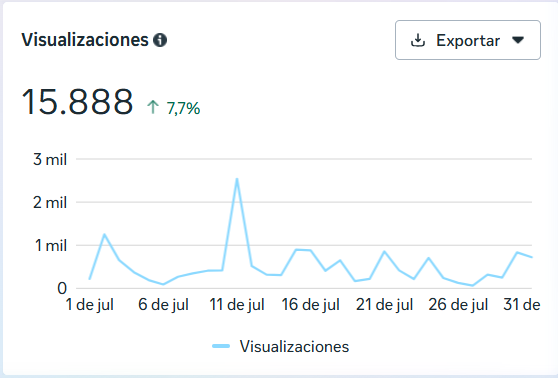 Visualizaciones
Exportar
15.888
7,7%
3 mil
2 mil
1 mil
0
1 de jul 6 de jul 11 de jul 16 de jul 21 de jul 26 de jul 31 de
Visualizaciones